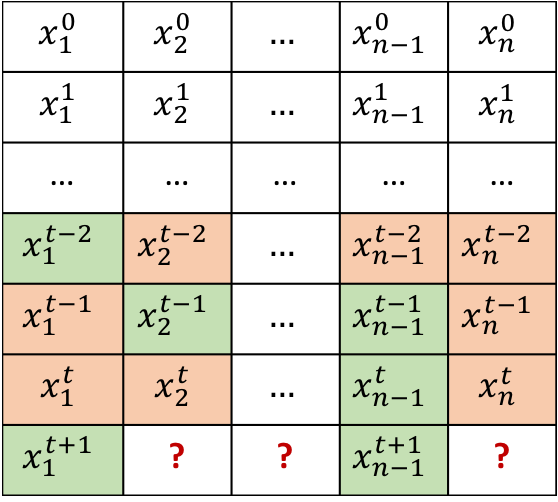 x_1^0 x_2^0 ... x_{n−1}^0 x_n^0
x_1^1 x_2^1 ... x_{n−1}^1 x_n^1
... ... ... ... ...
x_1^{t−2} x_2^{t−2} ... x_{n−1}^{t−2} x_n^{t−2}
x_1^{t−1} x_2^{t−1} ... x_{n−1}^{t−1} x_n^{t−1}
x_1^t x_2^t ... x_{n−1}^t x_n^t
x_1^{t+1} ? ? x_{n−1}^{t+1} ?